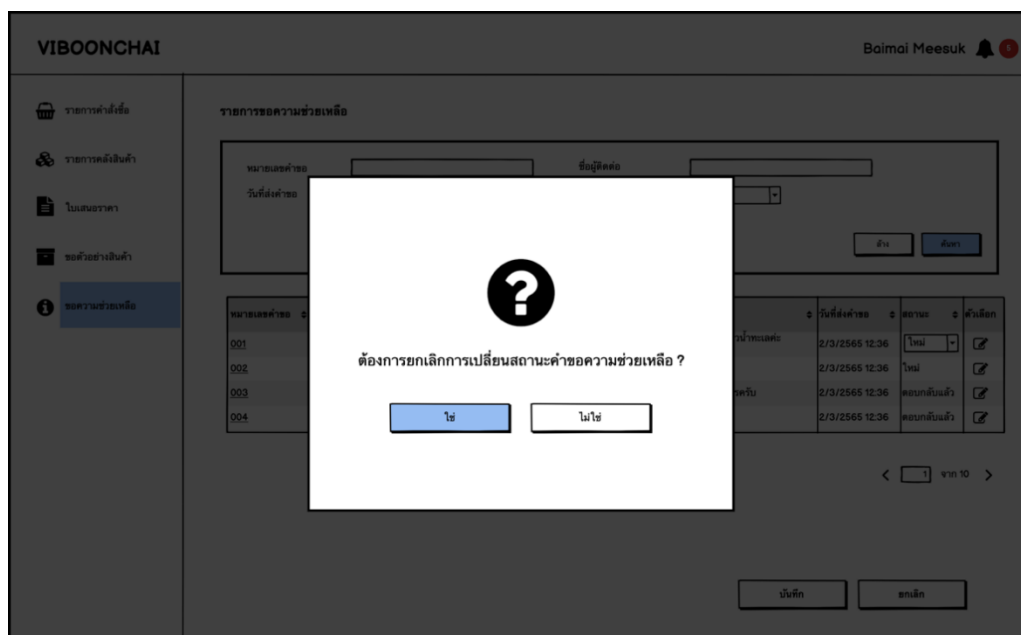 VIBOONCHAI
Baimai Meesuk
5
รายการคำสั่งซื้อ
รายการคลังสินค้า
ใบเสนอราคา
ขอตัวอย่างสินค้า
ขอความช่วยเหลือ
รายการขอความช่วยเหลือ
หมายเลขคำขอ ชื่อผู้ติดต่อ
วันที่ส่งคำขอ
ล้าง ค้นหา
หมายเลขคำขอ วันที่ส่งคำขอ สถานะ ตัวเลือก
001 2/3/2565 12:36 ใหม่
002 2/3/2565 12:36 ใหม่
003 2/3/2565 12:36 ตอบกลับแล้ว
004 2/3/2565 12:36 ตอบกลับแล้ว
ต้องการยกเลิกการเปลี่ยนสถานะคำขอความช่วยเหลือ ?
ใช่ ไม่ใช่
1 จาก 10
บันทึก ยกเลิก